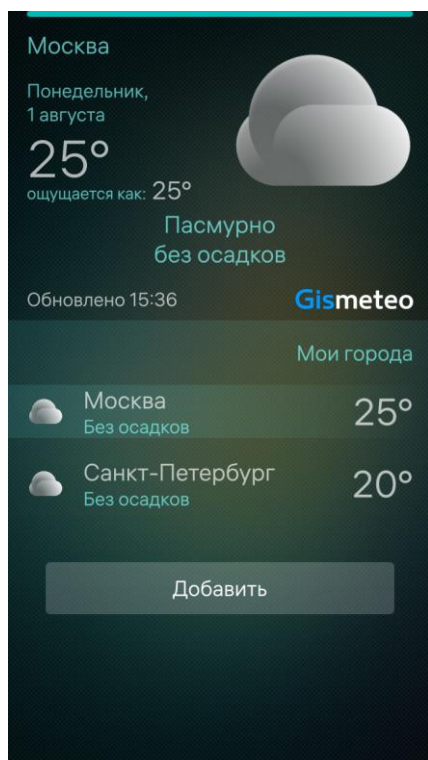 Москва
Понедельник,
1 августа
25°
ощущается как: 25°
Пасмурно
без осадков
Обновлено 15:36
Gismeteo
Мои города
Москва
25°
Без осадков
Санкт-Петербург
20°
Без осадков
Добавить